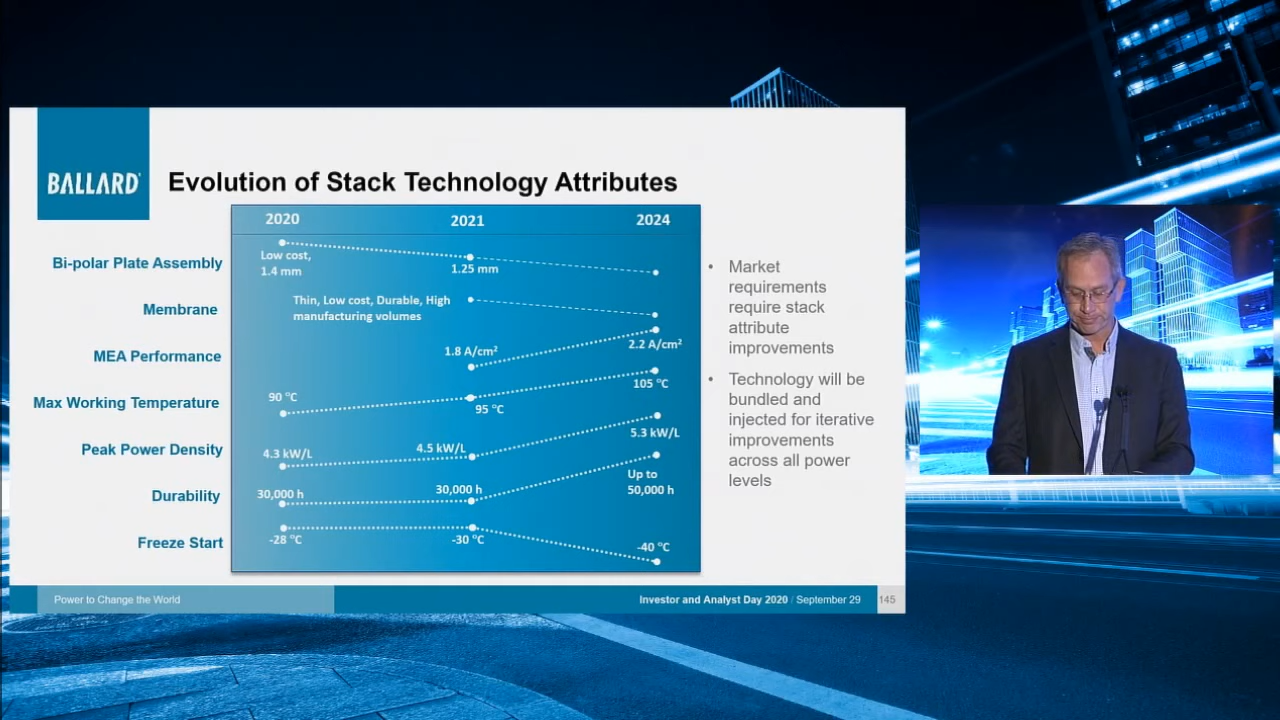 BALLARD
Evolution of Stack Technology Attributes
2020 2021 2024
Bi-polar Plate Assembly
Low cost,
1.4 mm
1.25 mm
Membrane
Thin, Low cost, Durable, High
manufacturing volumes
MEA Performance
1.8 A/cm²
2.2 A/cm²
Max Working Temperature
90 °C
95 °C
105 °C
Peak Power Density
4.3 kW/L
4.5 kW/L
5.3 kW/L
Durability
30,000 h
30,000 h
Up to
50,000 h
Freeze Start
-28 °C
-30 °C
-40 °C
• Market
requirements
require stack
attribute
improvements
• Technology will be
bundled and
injected for iterative
improvements
across all power
levels
Power to Change the World
Investor and Analyst Day 2020 / September 29
145